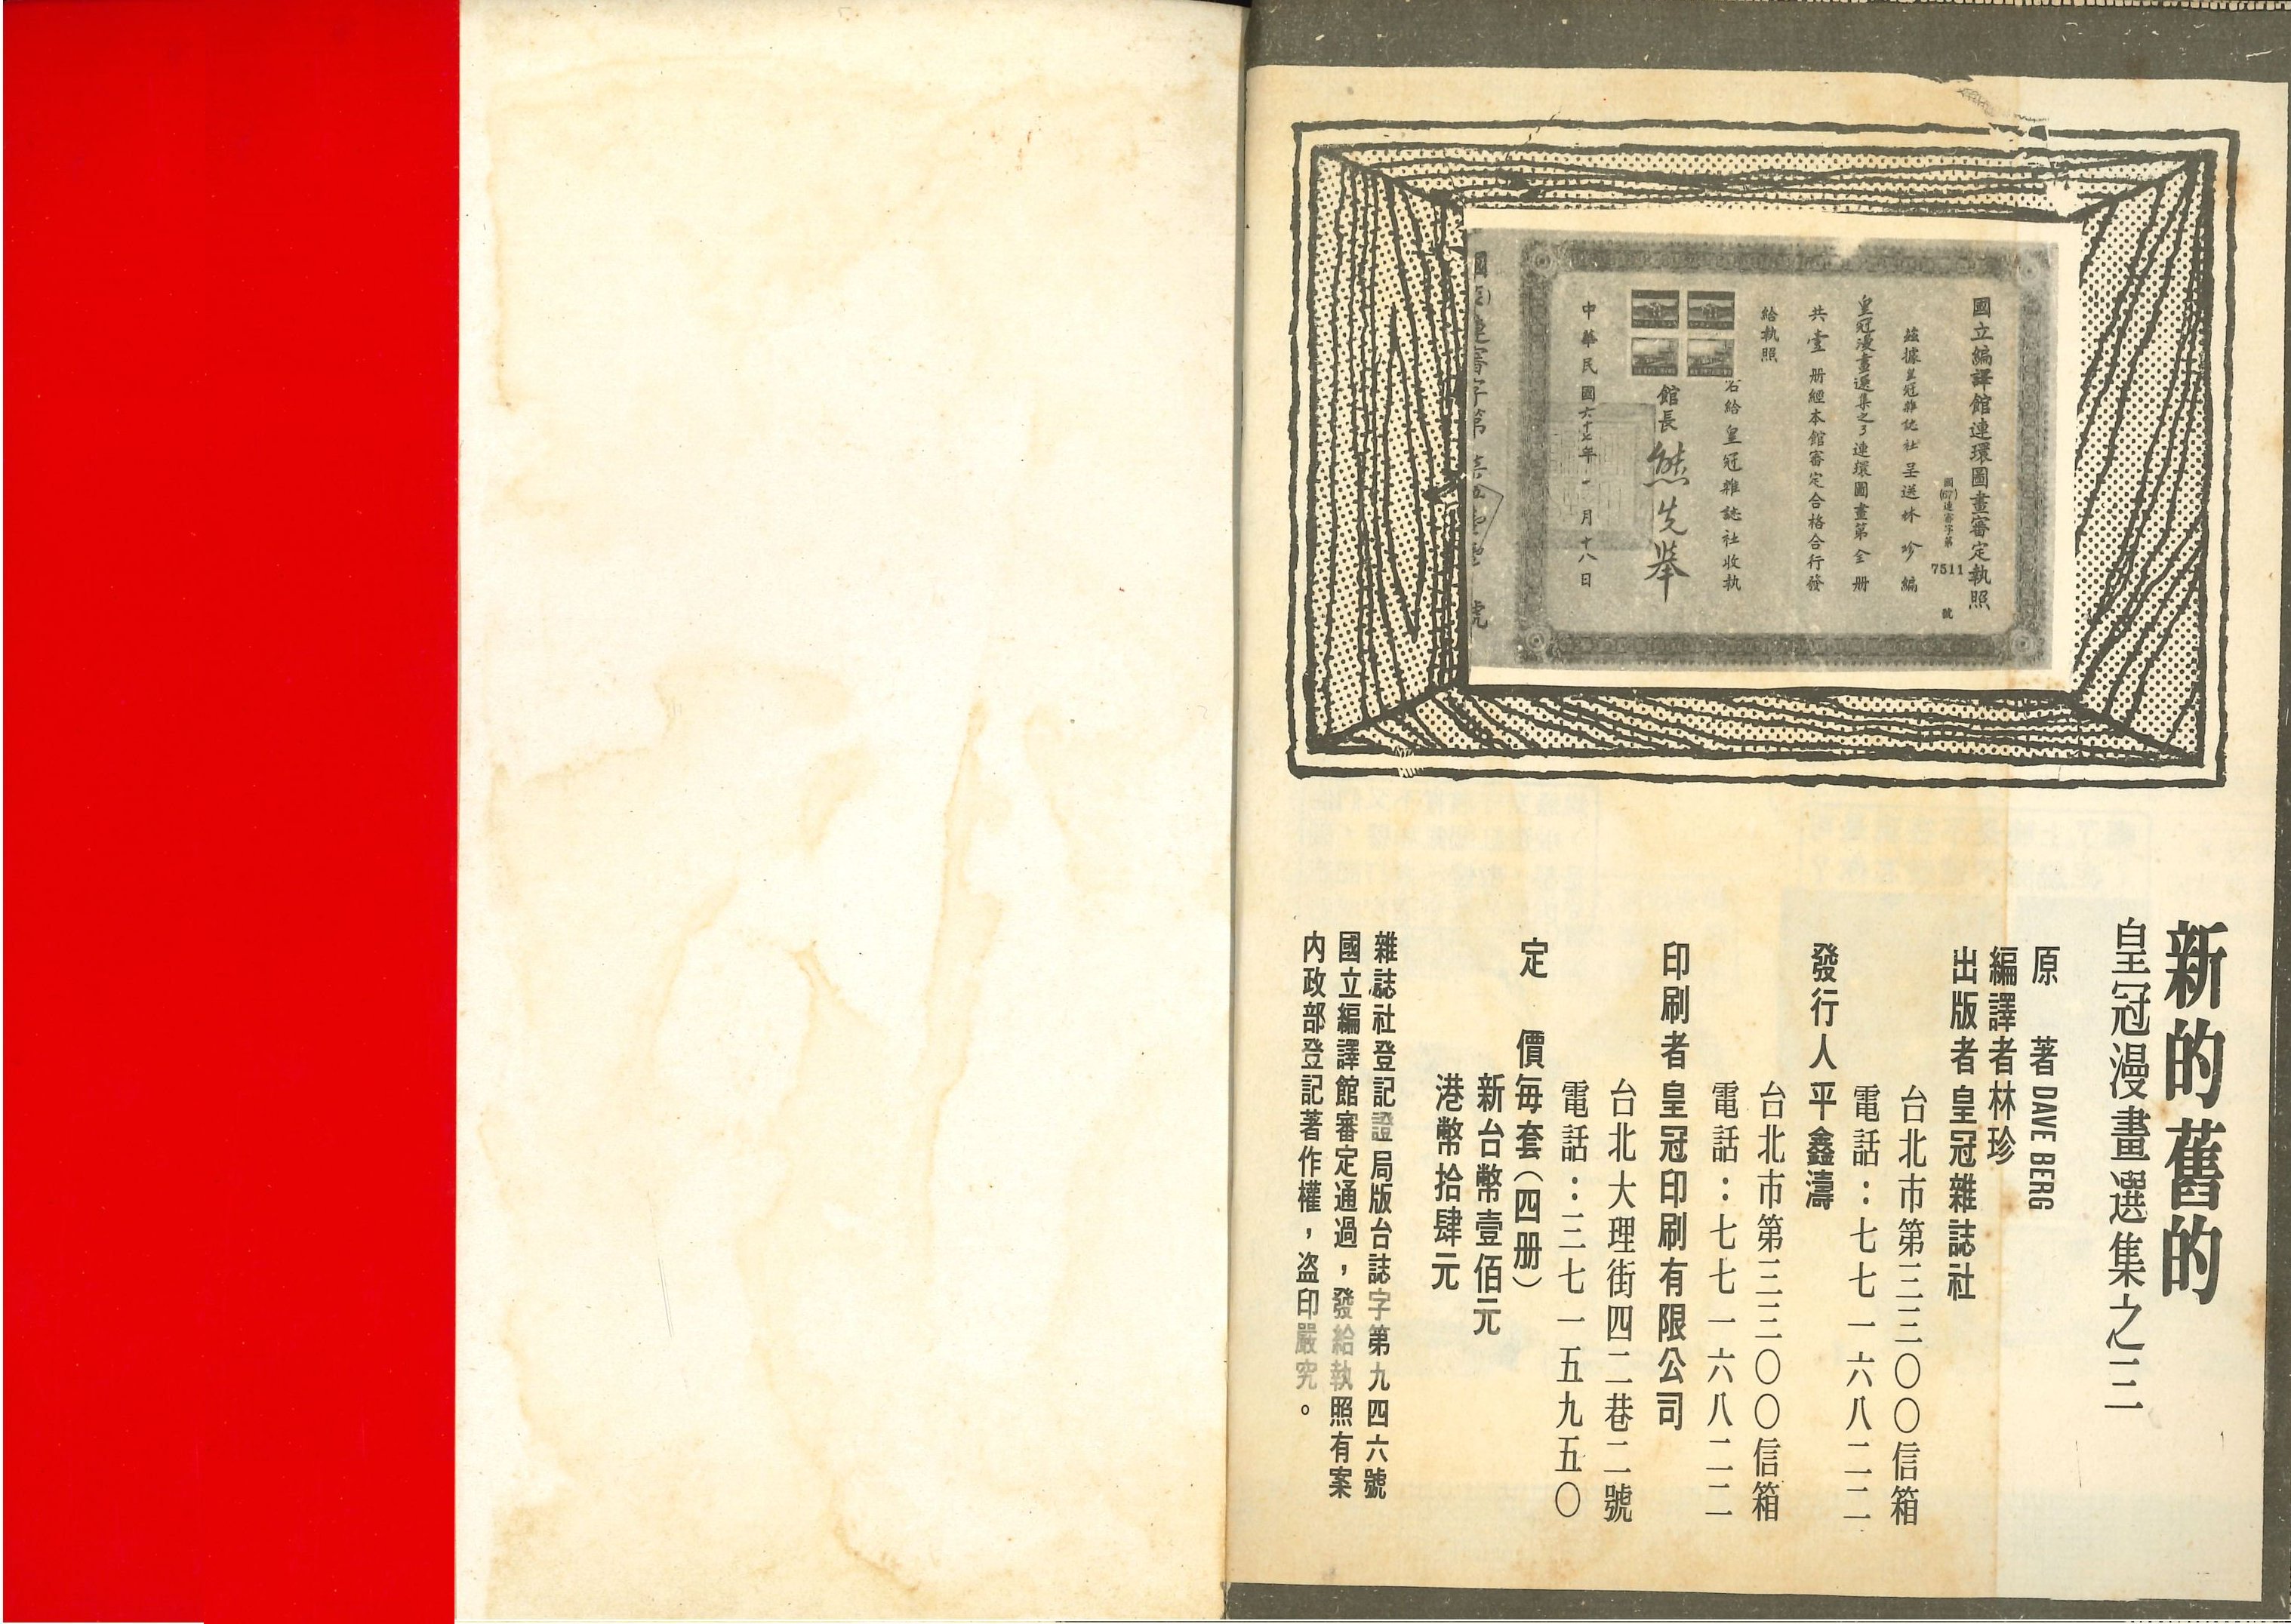 國立編譯館連環圖畫審定執照
國(67)連審字第 7511 號
茲據皇冠雜誌社呈送林珍編
皇冠漫畫選集之3連環圖畫第全册
共壹册經本館審定合格合行發
給執照
右給皇冠雜誌社收執
館長熊先舉
中華民國六十七年 月十八日
新的舊的
皇冠漫畫選集之三
原 著 DAVE BERG
編譯者林珍
出版者皇冠雜誌社
台北市第三三〇〇信箱
電話：七七一六八二二
發行人平鑫濤
台北市第三三〇〇信箱
電話：七七一六八二二
印刷者皇冠印刷有限公司
台北大理街四二巷二號
電話：三七一五九五〇
定 價每套（四册）
新台幣壹佰元
港幣拾肆元
雜誌社登記證局版台誌字第九四六號
國立編譯館審定通過，發給執照有案
內政部登記著作權，盜印嚴究。